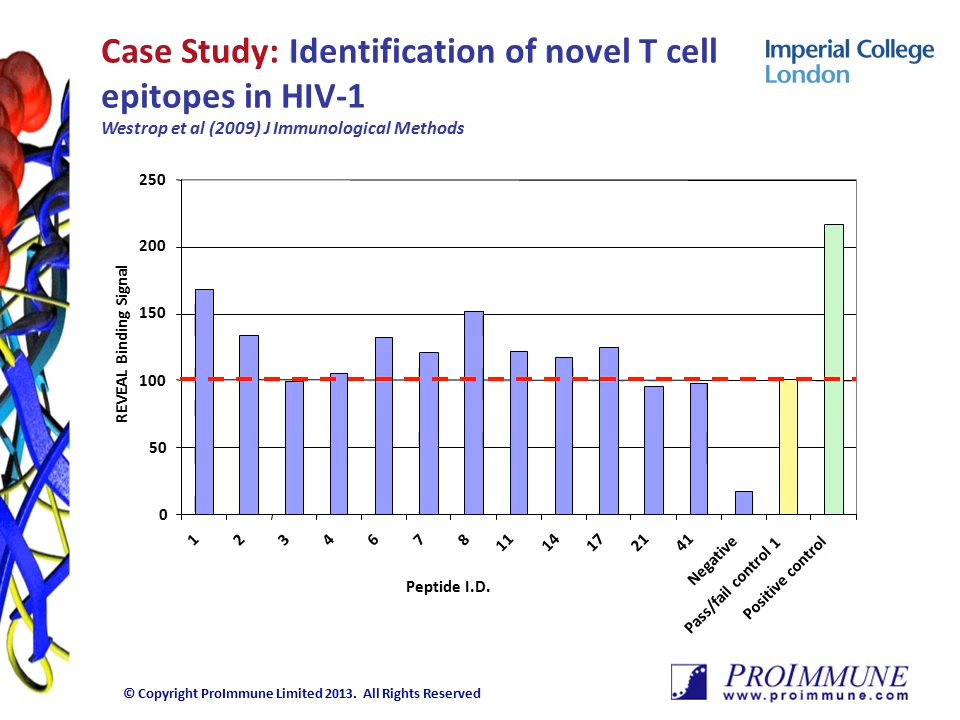 Case Study: Identification of novel T cell
epitopes in HIV-1
Westrop et al (2009) J Immunological Methods
Imperial College
London
250
200
150
100
50
0
REVEAL Binding Signal
1
2
3
4
6
7
8
11
14
17
21
41
Negative
Pass/fail control 1
Positive control
Peptide I.D.
© Copyright ProImmune Limited 2013. All Rights Reserved
PROIMMUNE
www.proimmune.com